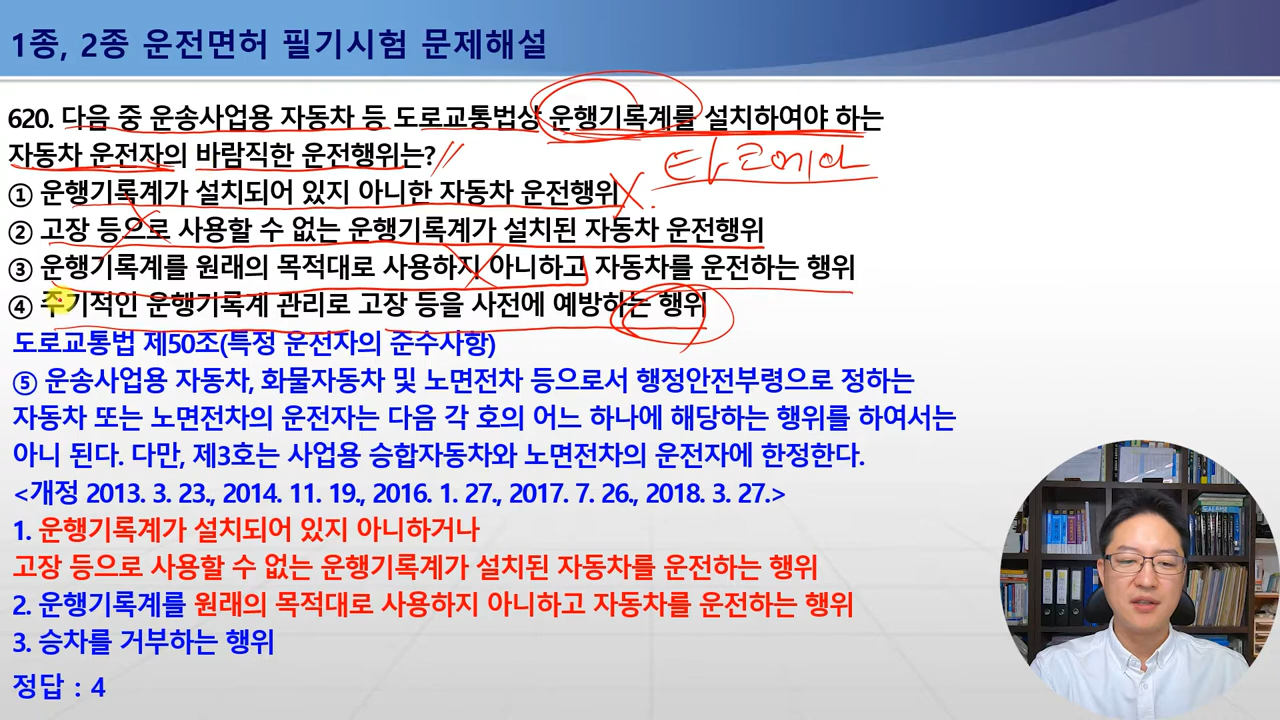 1종, 2종 운전면허 필기시험 문제해설
620. 다음 중 운송사업용 자동차 등 도로교통법상 운행기록계를 설치하여야 하는
자동차 운전자의 바람직한 운전행위는?
타코메타
① 운행기록계가 설치되어 있지 아니한 자동차 운전행위
② 고장 등으로 사용할 수 없는 운행기록계가 설치된 자동차 운전행위
③ 운행기록계를 원래의 목적대로 사용하지 아니하고 자동차를 운전하는 행위
④ 주기적인 운행기록계 관리로 고장 등을 사전에 예방하는 행위
도로교통법 제50조(특정 운전자의 준수사항)
⑤ 운송사업용 자동차, 화물자동차 및 노면전차 등으로서 행정안전부령으로 정하는
자동차 또는 노면전차의 운전자는 다음 각 호의 어느 하나에 해당하는 행위를 하여서는
아니 된다. 다만, 제3호는 사업용 승합자동차와 노면전차의 운전자에 한정한다.
<개정 2013. 3. 23., 2014. 11. 19., 2016. 1. 27., 2017. 7. 26., 2018. 3. 27.>
1. 운행기록계가 설치되어 있지 아니하거나
고장 등으로 사용할 수 없는 운행기록계가 설치된 자동차를 운전하는 행위
2. 운행기록계를 원래의 목적대로 사용하지 아니하고 자동차를 운전하는 행위
3. 승차를 거부하는 행위
정답 : 4